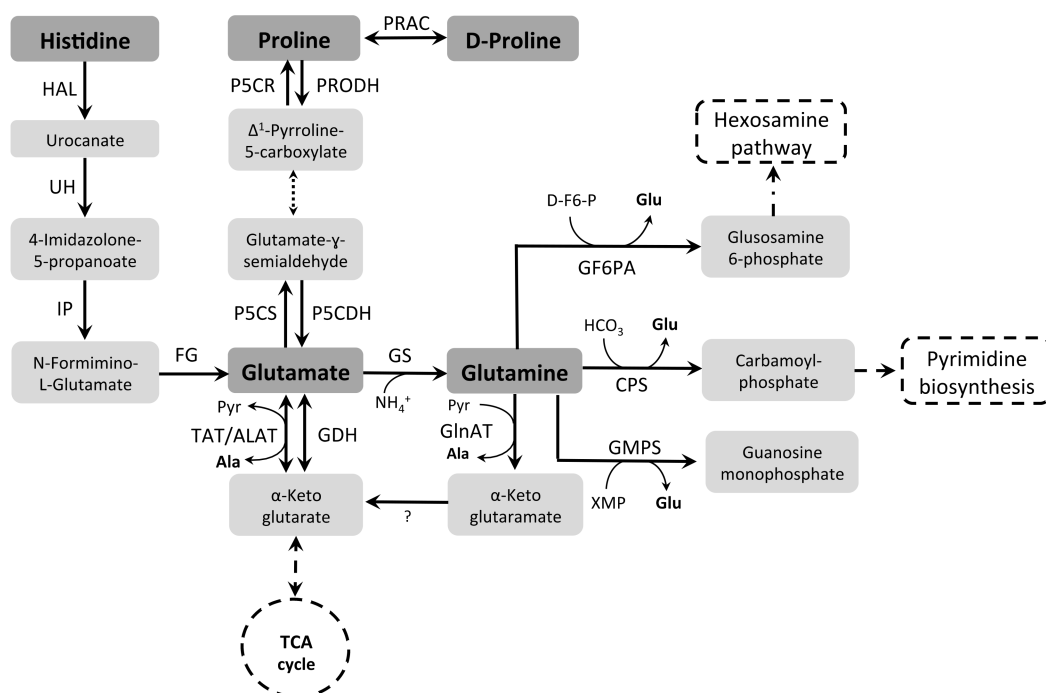 Histidine
Proline
PRAC
D-Proline
HAL
P5CR
PRODH
Urocanate
Δ¹-Pyrroline-
5-carboxylate
Hexosamine
pathway
UH
D-F6-P
Glu
4-Imidazolone-
5-propanoate
Glutamate-ɣ-
semialdehyde
Glusosamine
6-phosphate
GF6PA
IP
P5CS
P5CDH
HCO₃
Glu
N-Formimino-
L-Glutamate
FG
Glutamate
GS
NH₄⁺
Glutamine
CPS
Carbamoyl-
phosphate
Pyrimidine
biosynthesis
Pyr
TAT/ALAT
Ala
GDH
Pyr
GlnAT
Ala
GMPS
XMP
Glu
Guanosine
monophosphate
α-Keto
glutarate
?
α-Keto
glutaramate
TCA
cycle